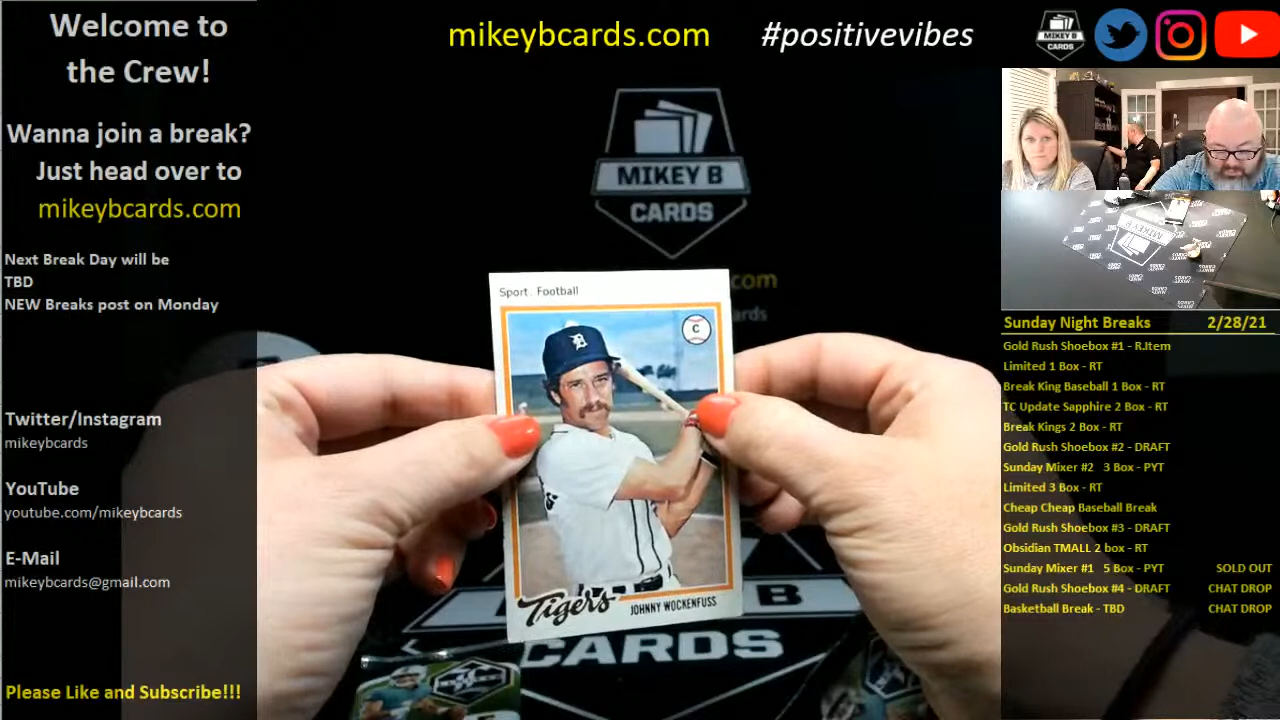 Welcome to
the Crew!
Wanna join a break?
Just head over to
mikeybcards.com
Next Break Day will be
TBD
NEW Breaks post on Monday
Twitter/Instagram
mikeybcards
YouTube
youtube.com/mikeybcards
E-Mail
mikeybcards@gmail.com
Please Like and Subscribe!!!
mikeybcards.com #positivevibes
MIKEY B
CARDS
MIKEY B
CARDS
.com
ards
Sport. Football
C
D
Tigers
JOHNNY WOCKENFUSS
B
CARDS
MIKEY B
CARDS
Sunday Night Breaks 2/28/21
Gold Rush Shoebox #1 - R.Item
Limited 1 Box - RT
Break King Baseball 1 Box - RT
TC Update Sapphire 2 Box - RT
Break Kings 2 Box - RT
Gold Rush Shoebox #2 - DRAFT
Sunday Mixer #2 3 Box - PYT
Limited 3 Box - RT
Cheap Cheap Baseball Break
Gold Rush Shoebox #3 - DRAFT
Obsidian TMALL 2 box - RT
Sunday Mixer #1 5 Box - PYT SOLD OUT
Gold Rush Shoebox #4 - DRAFT CHAT DROP
Basketball Break - TBD CHAT DROP